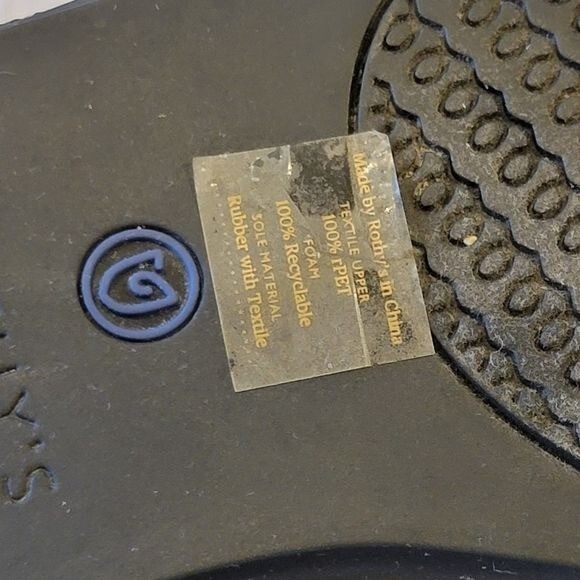 Made by Rothy's in China
TEXTILE UPPER
100% rPET
FOAM
100% Recyclable
SOLE MATERIAL
Rubber with Textile
Y'S